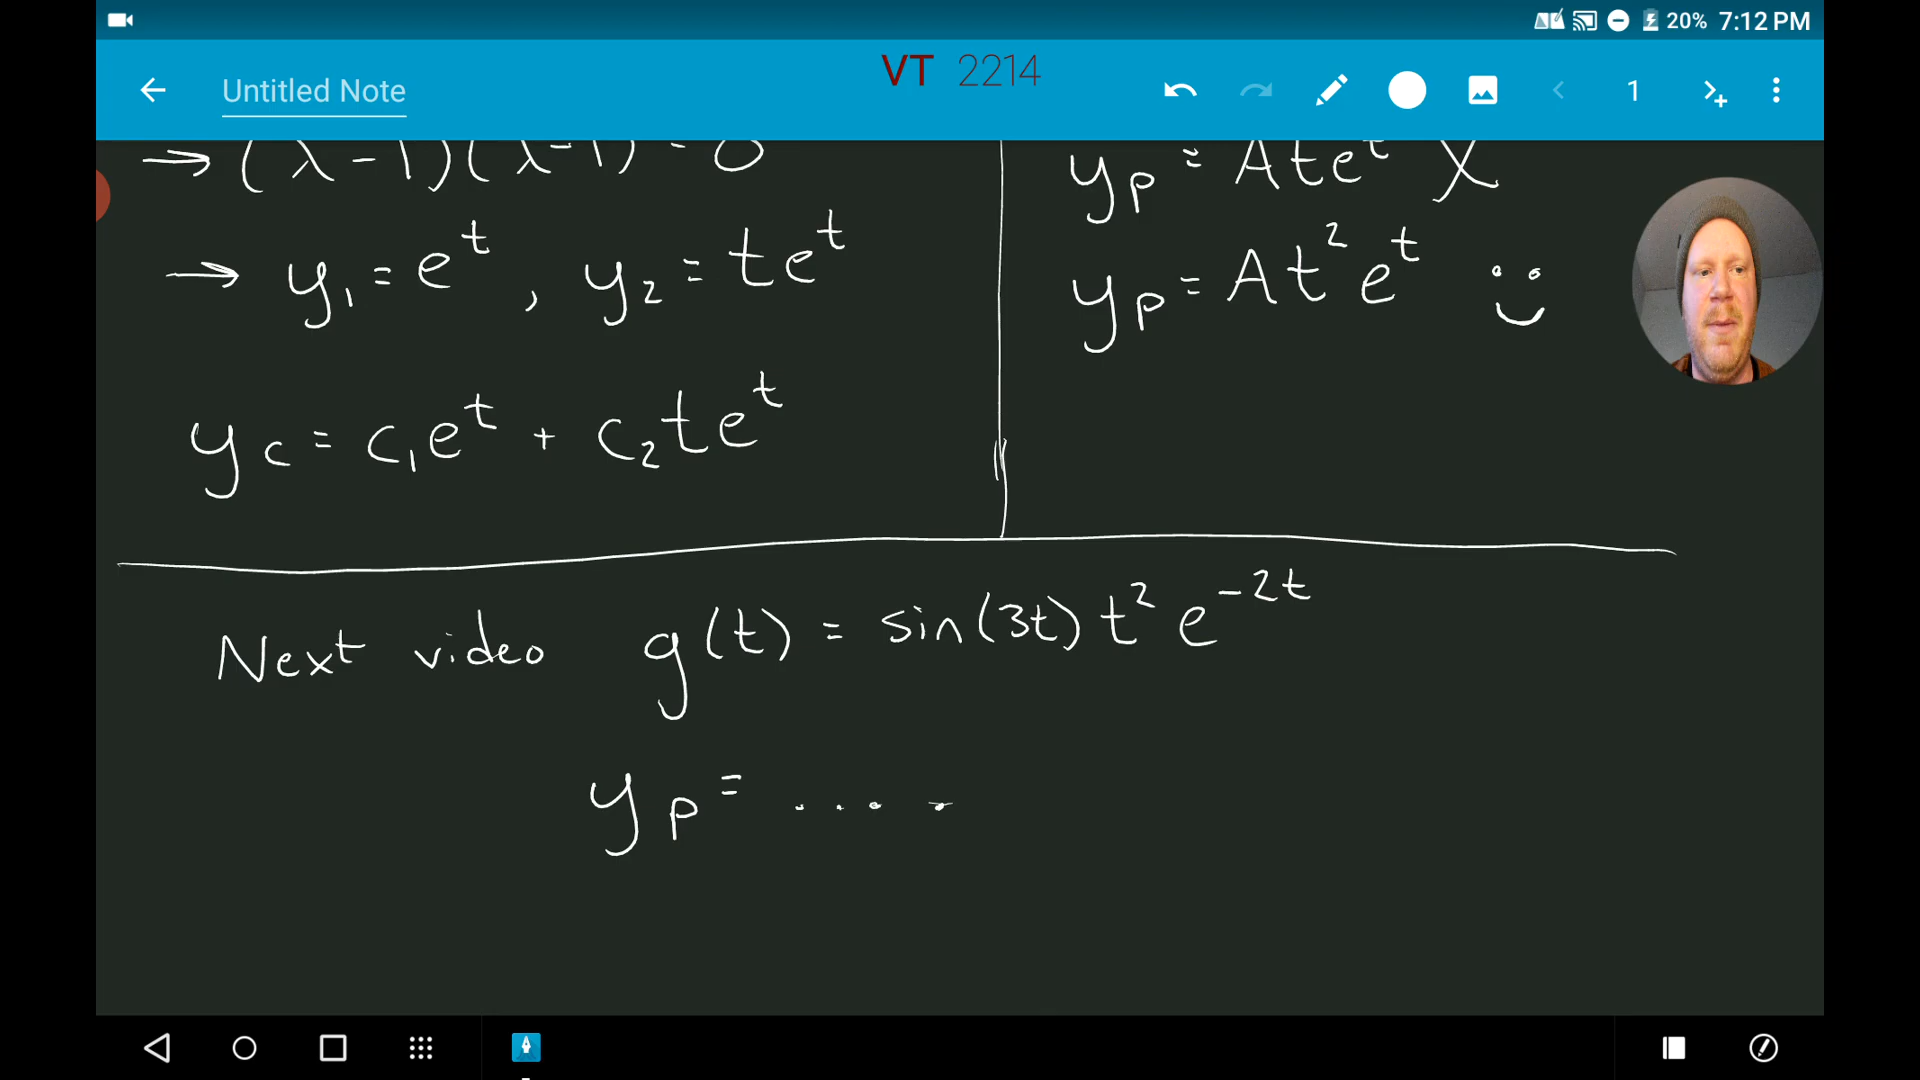 20% 7:12 PM
VT 2214
Untitled Note
1
→ (λ-1)(λ-1) = 0
→ y₁ = eᵗ , y₂ = teᵗ
y_c = c₁eᵗ + c₂teᵗ
y_p = Ateᵗ X
y_p = At²eᵗ
Next video g(t) = sin(3t) t² e^{-2t}
y_p = ....